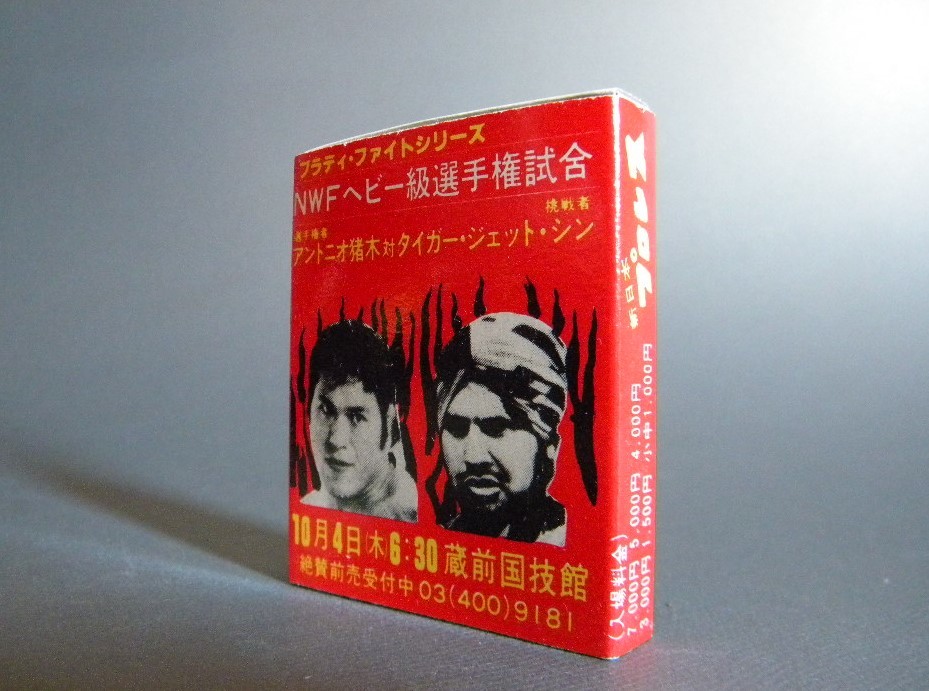 ブラディ・ファイトシリーズ
NWFヘビー級選手権試合
挑戦者
選手権者
アントニオ猪木対タイガー・ジェット・シン
10月4日(木)6:30 蔵前国技館
絶賛前売受付中 03(400)9181
新日本プロレス
(入場料金)
7,000円 5,000円 4,000円
3,000円 1,500円 小中1,000円